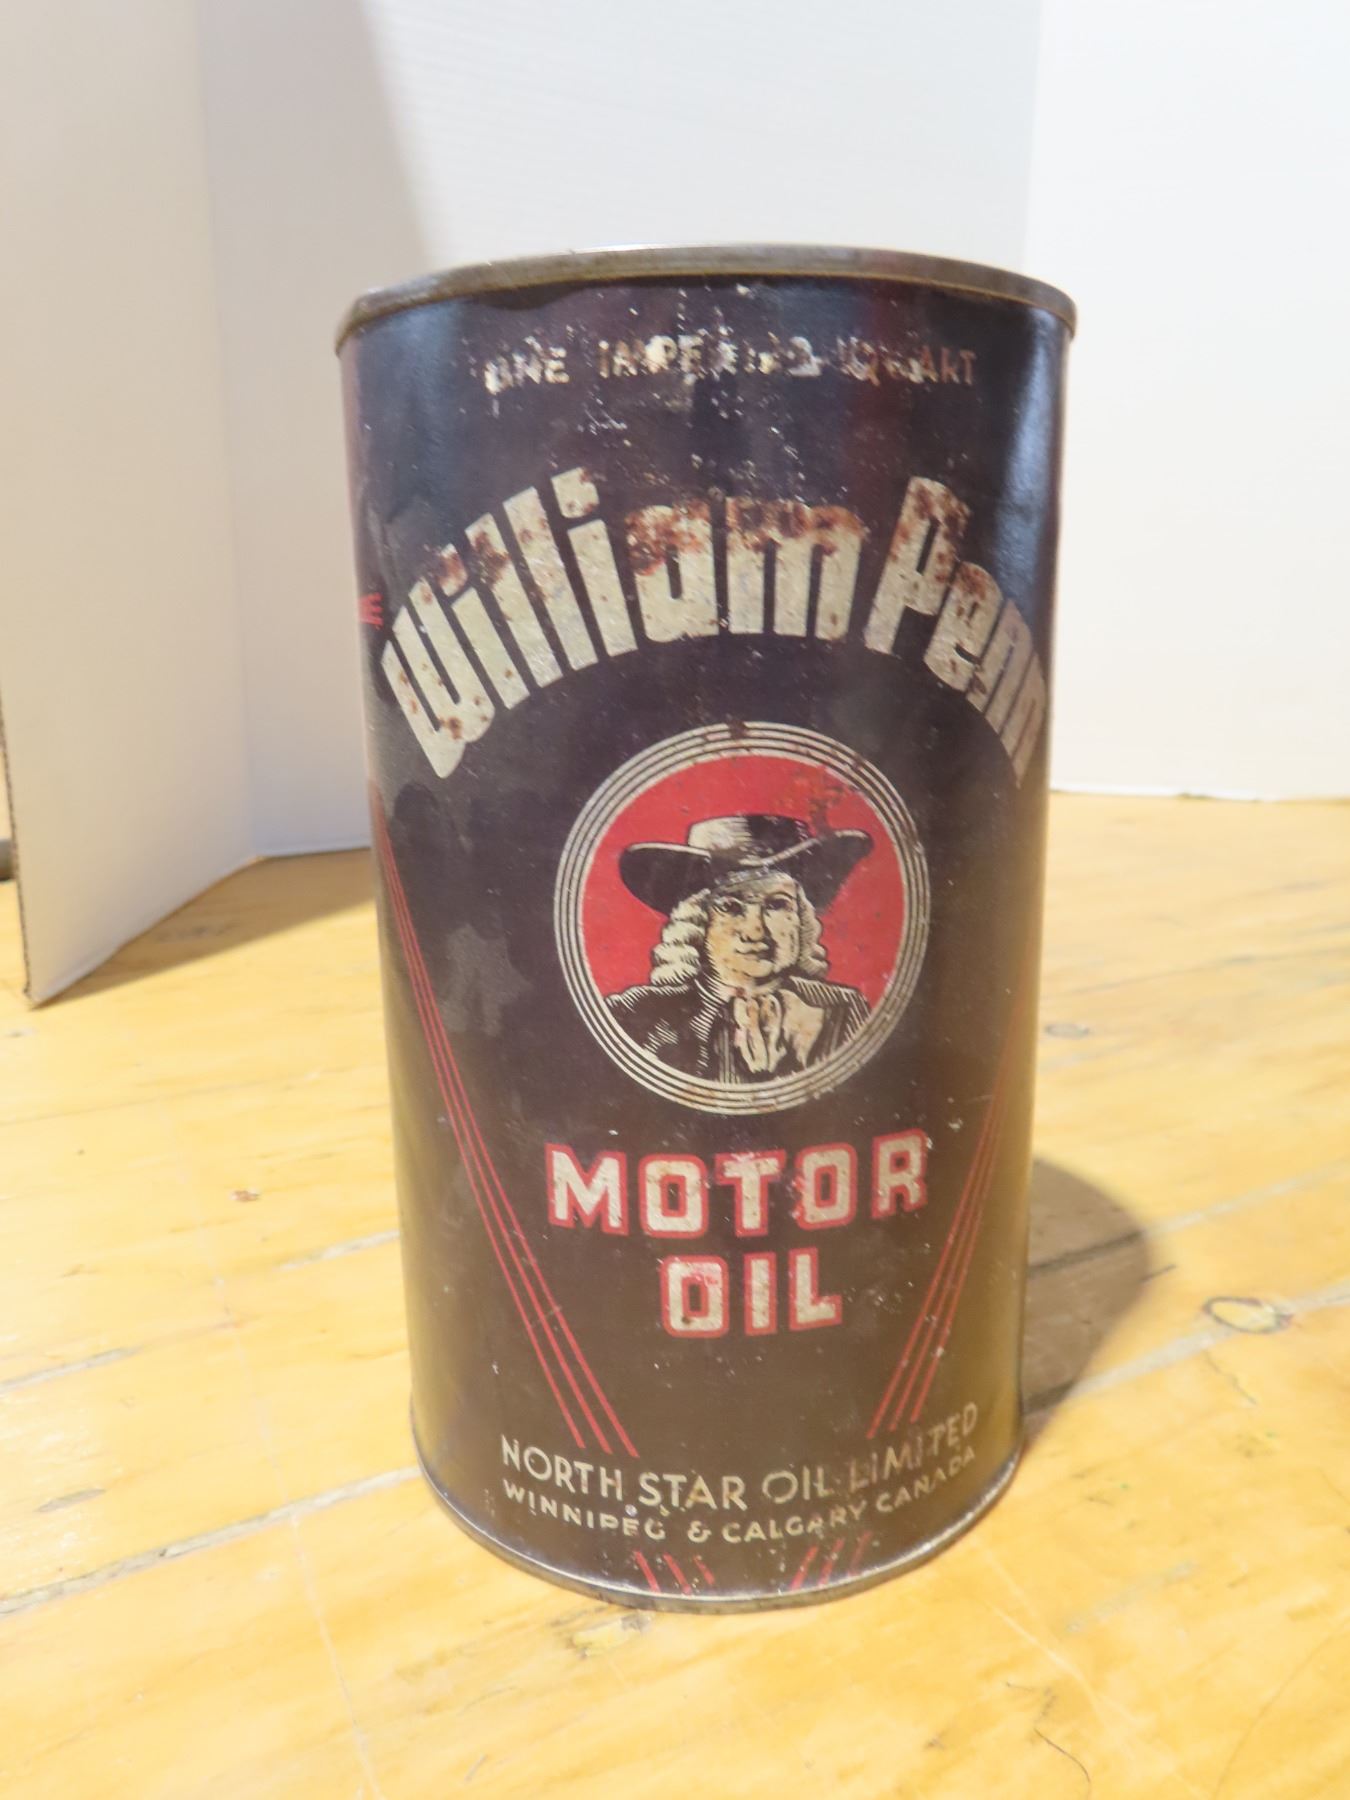 ONE IMPERIAL QUART
William Penn
MOTOR
OIL
NORTH STAR OIL LIMITED
WINNIPEG & CALGARY CANADA